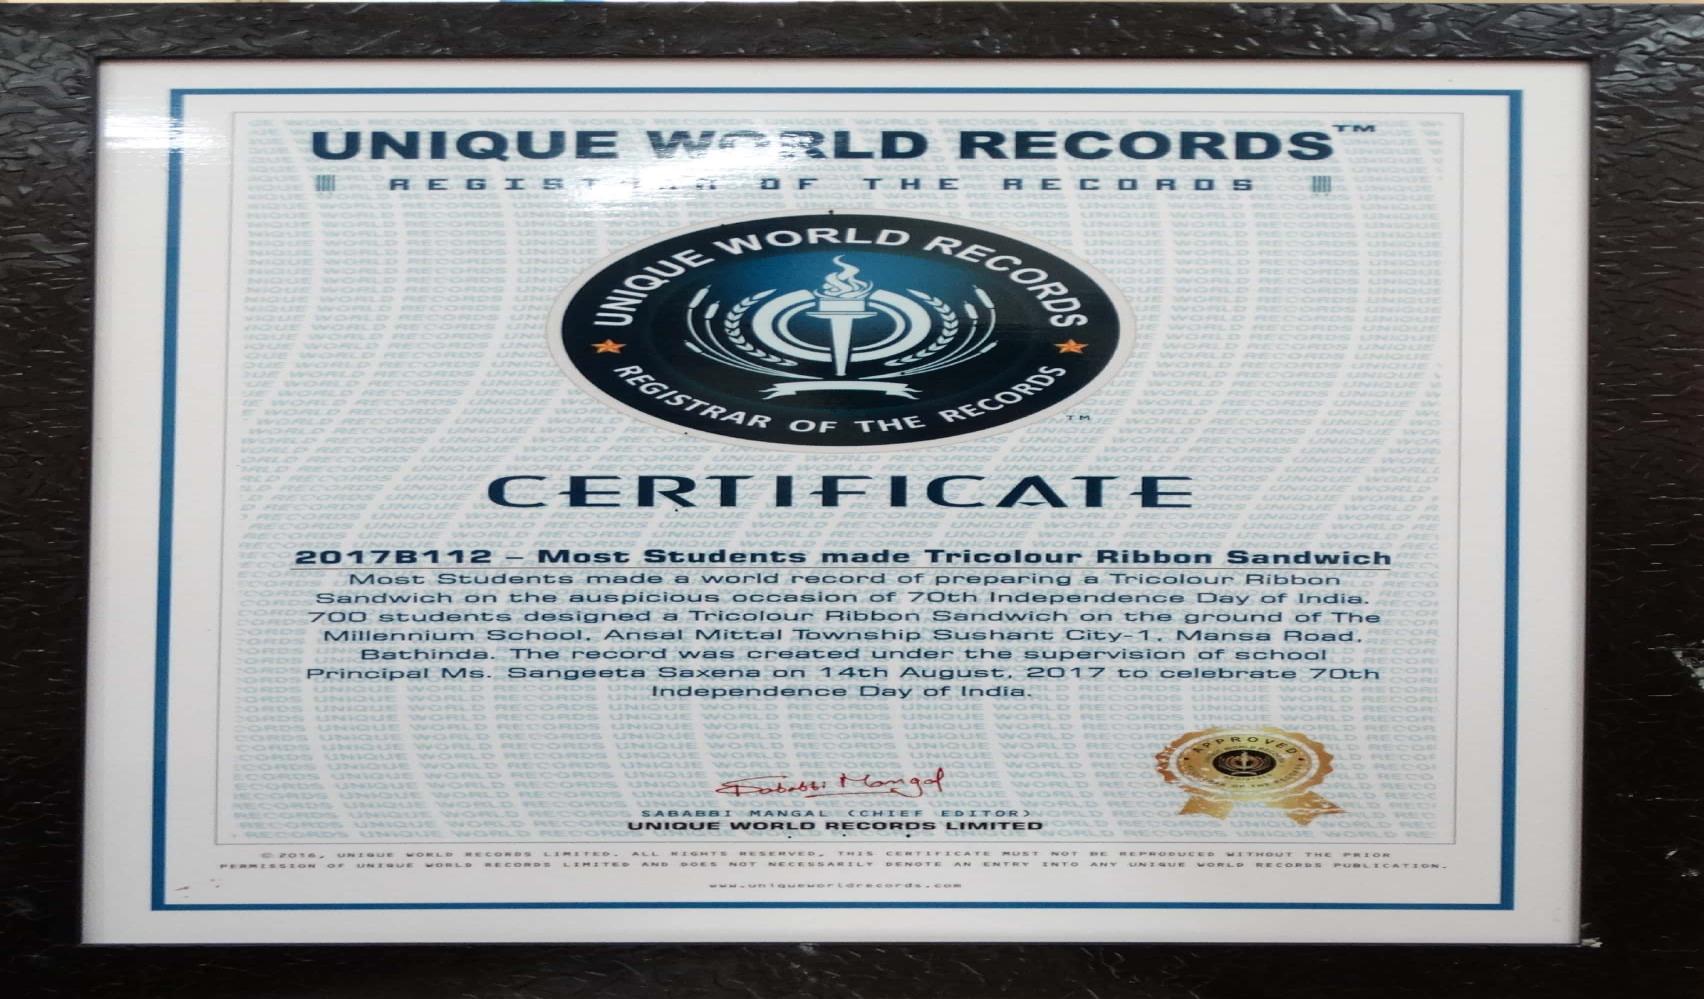 UNIQUE WORLD RECORDS™
REGISTRAR OF THE RECORDS
UNIQUE WORLD RECORDS
REGISTRAR OF THE RECORDS
TM
CERTIFICATE
2017B112 – Most Students made Tricolour Ribbon Sandwich
Most Students made a world record of preparing a Tricolour Ribbon
Sandwich on the auspicious occasion of 70th Independence Day of India.
700 students designed a Tricolour Ribbon Sandwich on the ground of The
Millennium School, Ansal Mittal Township Sushant City-1, Mansa Road,
Bathinda. The record was created under the supervision of school
Principal Ms. Sangeeta Saxena on 14th August, 2017 to celebrate 70th
Independence Day of India.
APPROVED
Sababbi Mangal
SABABBI MANGAL (CHIEF EDITOR)
UNIQUE WORLD RECORDS LIMITED
©2016, UNIQUE WORLD RECORDS LIMITED. ALL RIGHTS RESERVED, THIS CERTIFICATE MUST NOT BE REPRODUCED WITHOUT THE PRIOR
PERMISSION OF UNIQUE WORLD RECORDS LIMITED AND DOES NOT NECESSARILY DENOTE AN ENTRY INTO ANY UNIQUE WORLD RECORDS PUBLICATION.
www.uniqueworldrecords.com